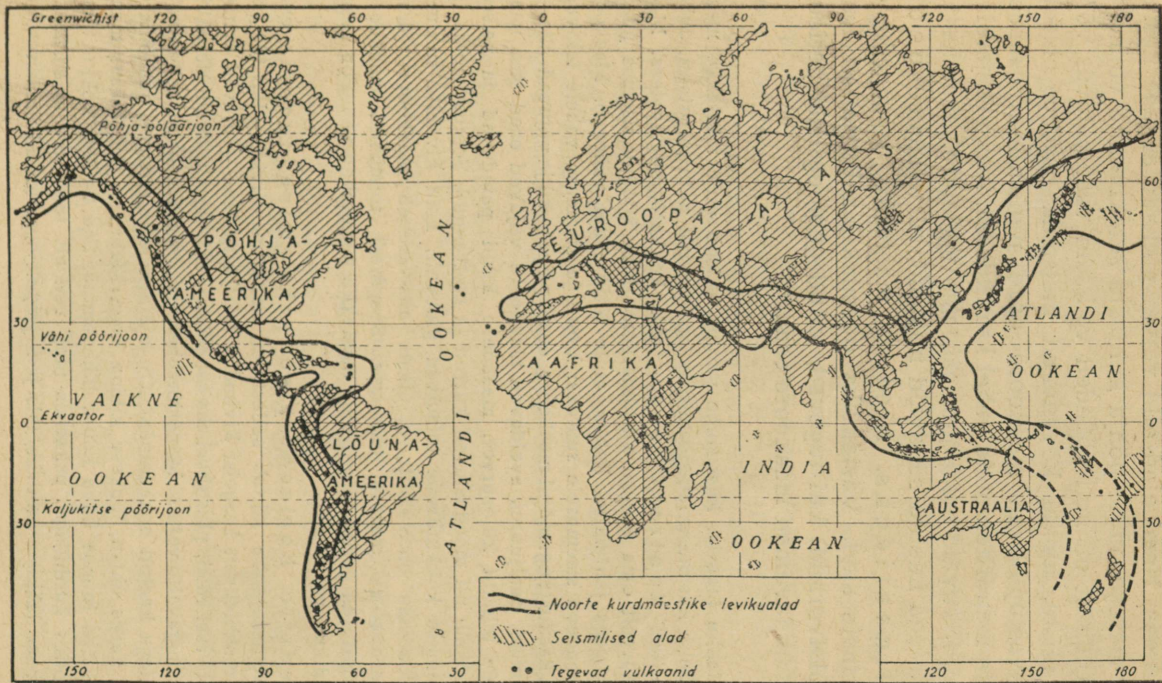 Greenwichist 120 90 60 30 0 30 60 90 120 150 180
Põhja-polaarjoon
A S I A
60 60
EUROOPA
PÕHJA-
AMEERIKA
ATLANDI OOKEAN
30 30
ATLANDI
OOKEAN
Vähi pöörijoon
AAFRIKA
VAIKNE
OOKEAN
Ekvaator
0 0
LÕUNA-
AMEERIKA
INDIA
OOKEAN
Kaljukitse pöörijoon
AUSTRAALIA
30 30
Noorte kurdmäestike levikualad
Seismilised alad
Tegevad vulkaanid
150 120 90 60 30 120 150 180